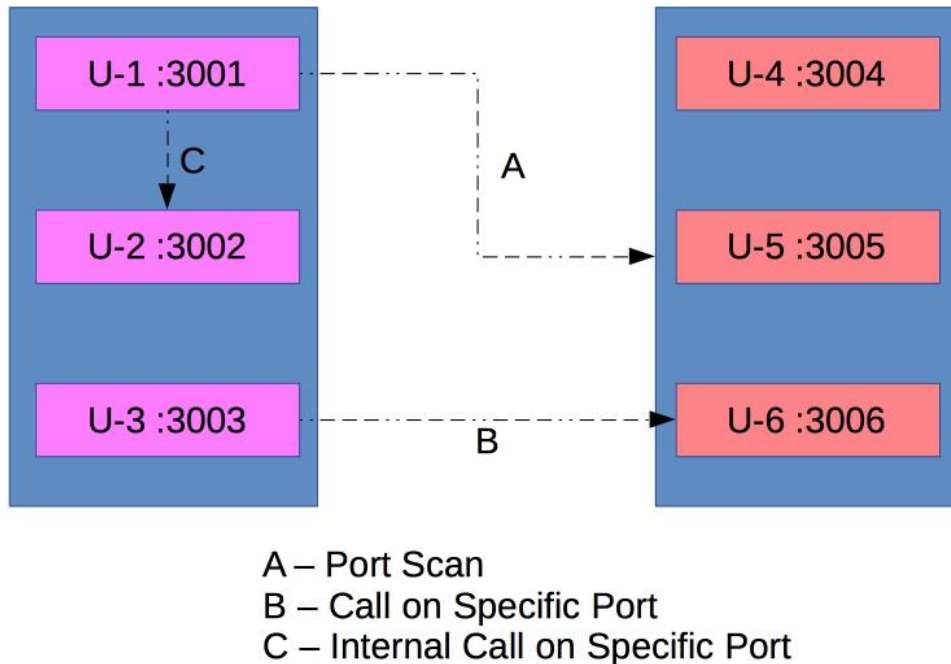 U-1 :3001
U-4 :3004
C
A
U-2 :3002
U-5 :3005
U-3 :3003
U-6 :3006
B
A – Port Scan
B – Call on Specific Port
C – Internal Call on Specific Port